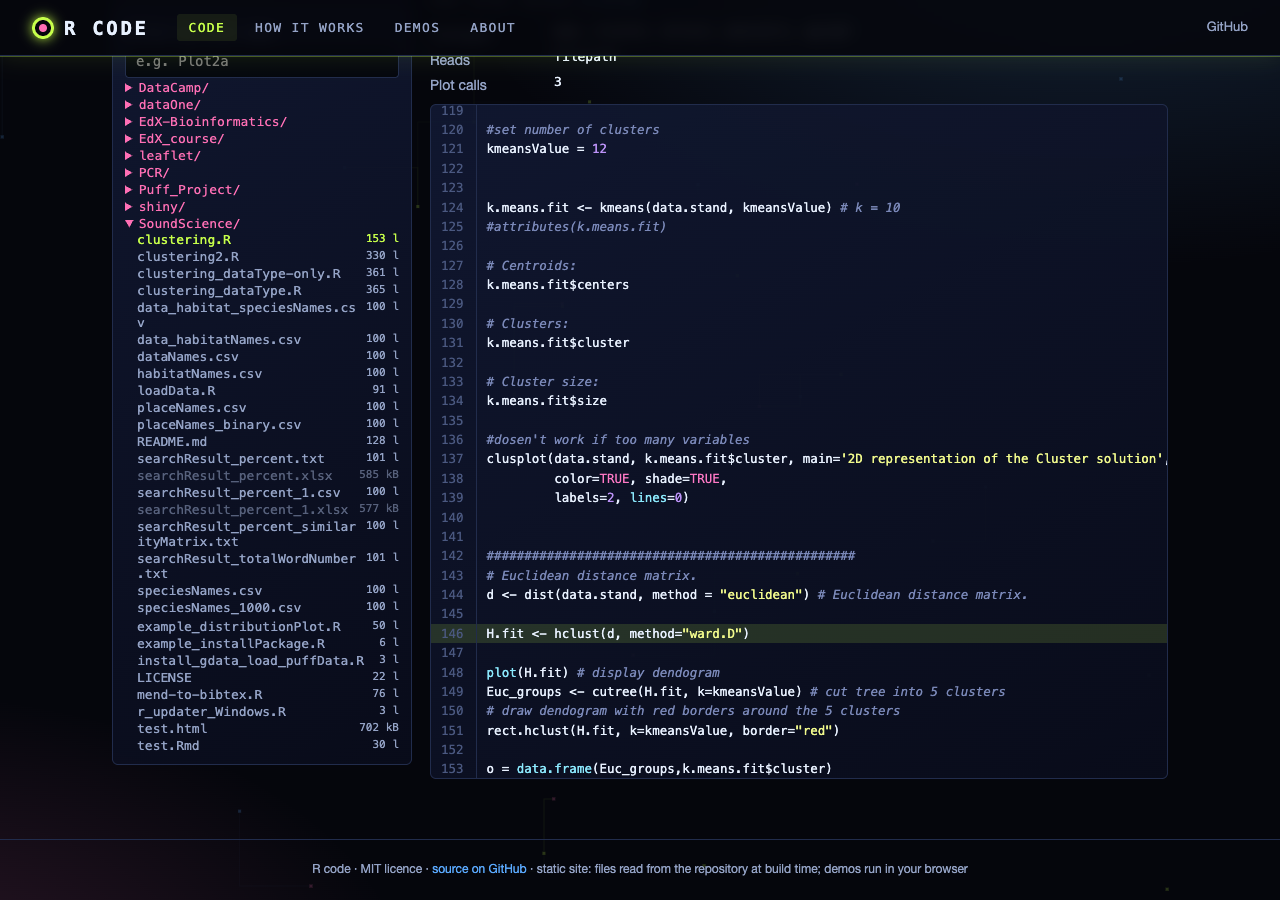 R CODE CODE HOW IT WORKS DEMOS ABOUT GitHub
e.g. Plot2a
DataCamp/
dataOne/
EdX-Bioinformatics/
EdX_course/
leaflet/
PCR/
Puff_Project/
shiny/
SoundScience/
clustering.R 153 l
clustering2.R 330 l
clustering_dataType-only.R 361 l
clustering_dataType.R 365 l
data_habitat_speciesNames.cs 100 l
v
data_habitatNames.csv 100 l
dataNames.csv 100 l
habitatNames.csv 100 l
loadData.R 91 l
placeNames.csv 100 l
placeNames_binary.csv 100 l
README.md 128 l
searchResult_percent.txt 101 l
searchResult_percent.xlsx 585 kB
searchResult_percent_1.csv 100 l
searchResult_percent_1.xlsx 577 kB
searchResult_percent_similar 100 l
ityMatrix.txt
searchResult_totalWordNumber 101 l
.txt
speciesNames.csv 100 l
speciesNames_1000.csv 100 l
example_distributionPlot.R 50 l
example_installPackage.R 6 l
install_gdata_load_puffData.R 3 l
LICENSE 22 l
mend-to-bibtex.R 76 l
r_updater_Windows.R 3 l
test.html 702 kB
test.Rmd 30 l
Reads filepath
Plot calls 3
119
120 #set number of clusters
121 kmeansValue = 12
122
123
124 k.means.fit <- kmeans(data.stand, kmeansValue) # k = 10
125 #attributes(k.means.fit)
126
127 # Centroids:
128 k.means.fit$centers
129
130 # Clusters:
131 k.means.fit$cluster
132
133 # Cluster size:
134 k.means.fit$size
135
136 #dosen't work if too many variables
137 clusplot(data.stand, k.means.fit$cluster, main='2D representation of the Cluster solution',
138 color=TRUE, shade=TRUE,
139 labels=2, lines=0)
140
141
142 #################################################
143 # Euclidean distance matrix.
144 d <- dist(data.stand, method = "euclidean") # Euclidean distance matrix.
145
146 H.fit <- hclust(d, method="ward.D")
147
148 plot(H.fit) # display dendogram
149 Euc_groups <- cutree(H.fit, k=kmeansValue) # cut tree into 5 clusters
150 # draw dendogram with red borders around the 5 clusters
151 rect.hclust(H.fit, k=kmeansValue, border="red")
152
153 o = data.frame(Euc_groups,k.means.fit$cluster)
R code · MIT licence · source on GitHub · static site: files read from the repository at build time; demos run in your browser